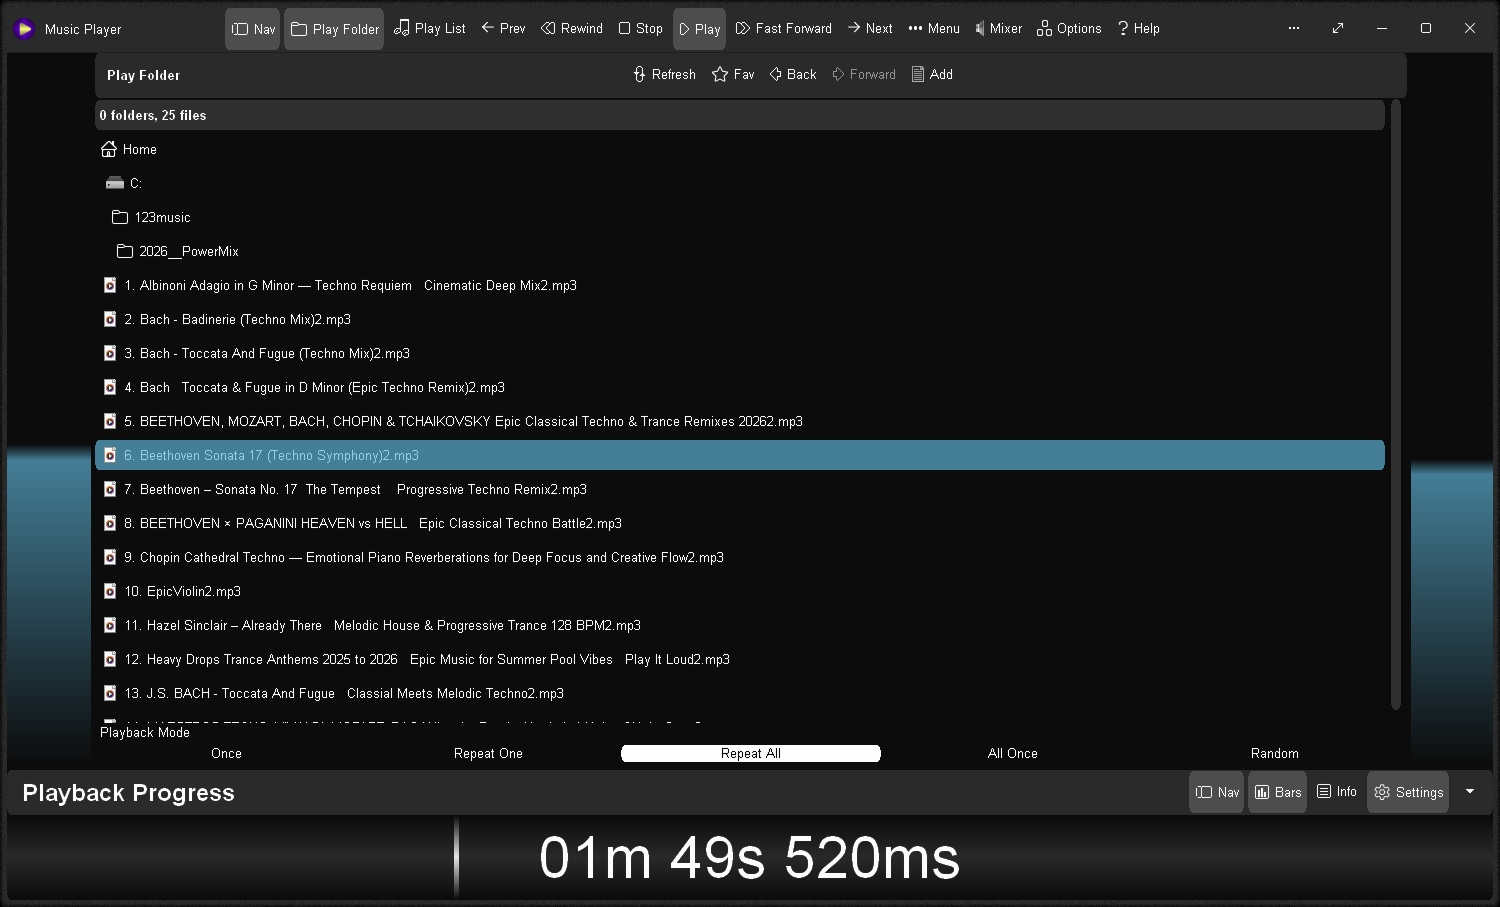 Music Player Nav Play Folder Play List Prev Rewind Stop Play Fast Forward Next Menu Mixer Options Help
Play Folder Refresh Fav Back Forward Add
0 folders, 25 files
Home
C:
123music
2026__PowerMix
1. Albinoni Adagio in G Minor — Techno Requiem   Cinematic Deep Mix2.mp3
2. Bach - Badinerie (Techno Mix)2.mp3
3. Bach - Toccata And Fugue (Techno Mix)2.mp3
4. Bach   Toccata & Fugue in D Minor (Epic Techno Remix)2.mp3
5. BEETHOVEN, MOZART, BACH, CHOPIN & TCHAIKOVSKY Epic Classical Techno & Trance Remixes 20262.mp3
6. Beethoven Sonata 17 (Techno Symphony)2.mp3
7. Beethoven – Sonata No. 17  The Tempest    Progressive Techno Remix2.mp3
8. BEETHOVEN × PAGANINI HEAVEN vs HELL   Epic Classical Techno Battle2.mp3
9. Chopin Cathedral Techno — Emotional Piano Reverberations for Deep Focus and Creative Flow2.mp3
10. EpicViolin2.mp3
11. Hazel Sinclair – Already There   Melodic House & Progressive Trance 128 BPM2.mp3
12. Heavy Drops Trance Anthems 2025 to 2026   Epic Music for Summer Pool Vibes   Play It Loud2.mp3
13. J.S. BACH - Toccata And Fugue   Classial Meets Melodic Techno2.mp3
Playback Mode
Once Repeat One Repeat All All Once Random
Playback Progress Nav Bars Info Settings
01m 49s 520ms